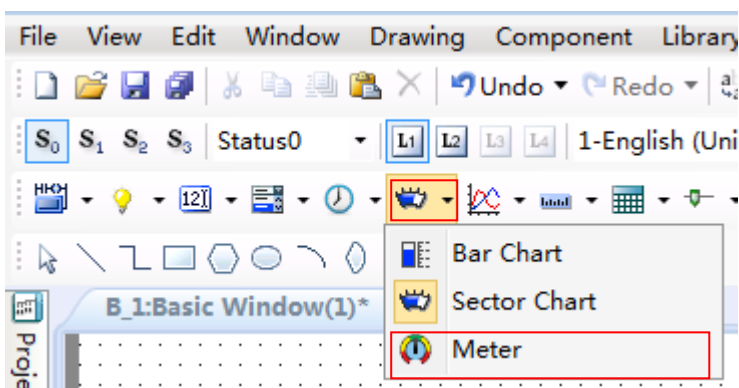 File View Edit Window Drawing Component Library
Undo Redo
S0 S1 S2 S3 Status0 L1 L2 L3 L4 1-English (Uni
12
Bar Chart
B_1:Basic Window(1)* Sector Chart
Meter
Proje